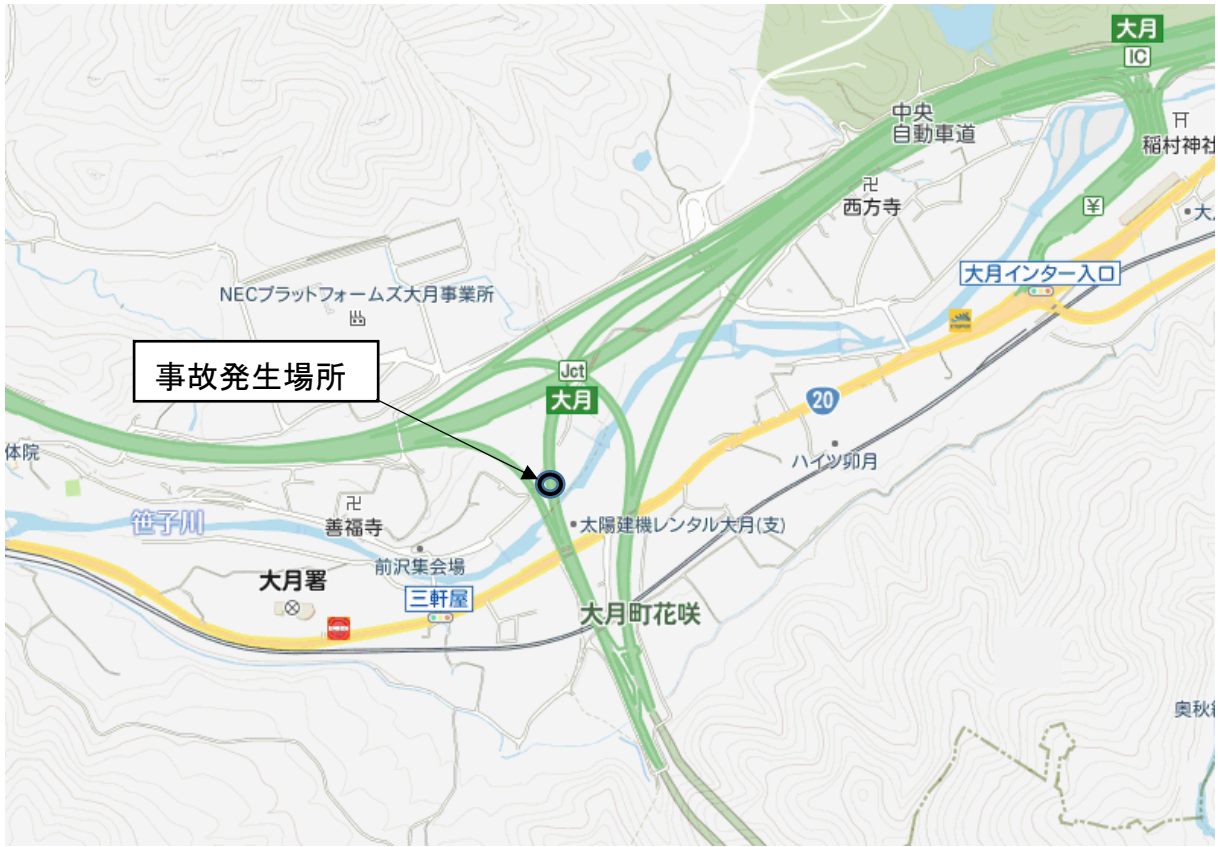 大月
IC
中央
自動車道
稲村神社
西方寺
¥
大月インター入口
NECプラットフォームズ大月事業所
事故発生場所
Jct
大月
20
体院
ハイツ卯月
善福寺
笹子川
太陽建機レンタル大月(支)
前沢集会場
大月署
三軒屋
大月町花咲
奥秋